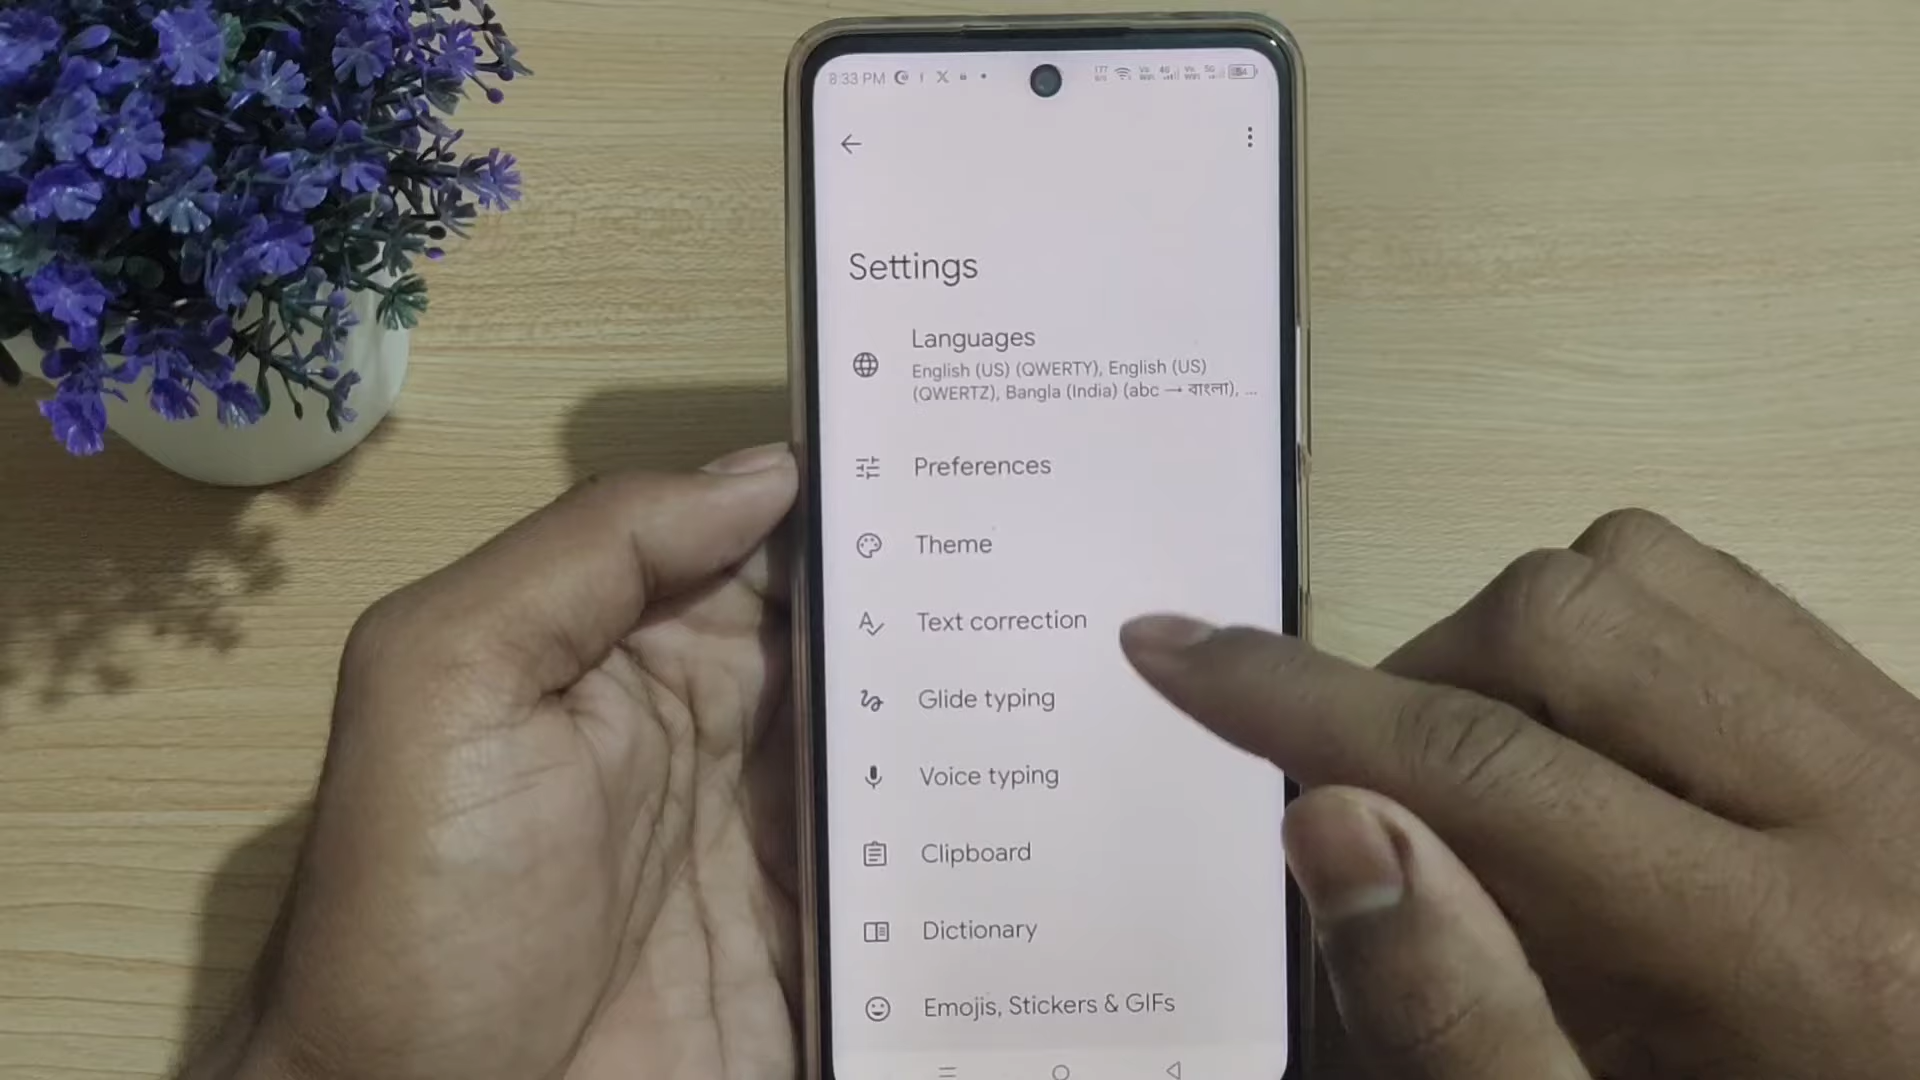 8:33 PM
Settings
Languages
English (US) (QWERTY), English (US)
(QWERTZ), Bangla (India) (abc → বাংলা), ...
Preferences
Theme
Text correction
Glide typing
Voice typing
Clipboard
Dictionary
Emojis, Stickers & GIFs